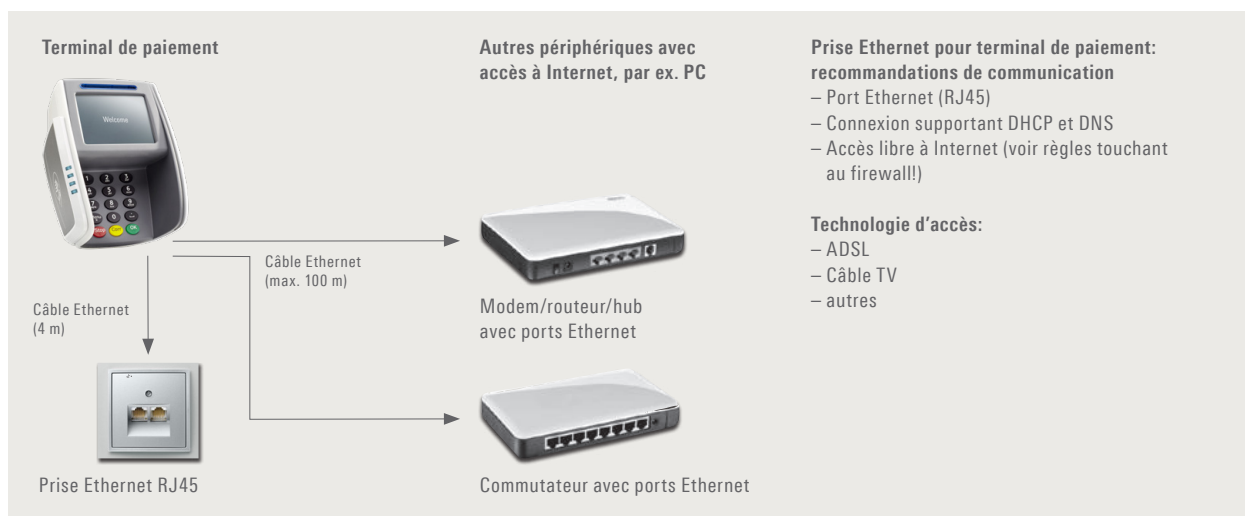 Terminal de paiement
Welcome
Câble Ethernet
(4 m)
Prise Ethernet RJ45
Câble Ethernet
(max. 100 m)
Autres périphériques avec
accès à Internet, par ex. PC
Modem/routeur/hub
avec ports Ethernet
Commutateur avec ports Ethernet
Prise Ethernet pour terminal de paiement:
recommandations de communication
– Port Ethernet (RJ45)
– Connexion supportant DHCP et DNS
– Accès libre à Internet (voir règles touchant
au firewall!)
Technologie d’accès:
– ADSL
– Câble TV
– autres